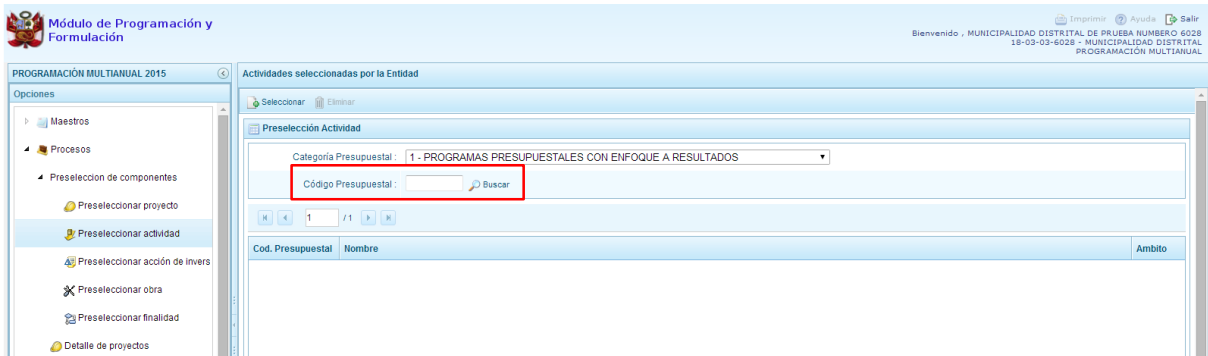 Módulo de Programación y
Formulación
Imprimir Ayuda Salir
Bienvenido , MUNICIPALIDAD DISTRITAL DE PRUEBA NUMBERO 6028
18-03-03-6028 - MUNICIPALIDAD DISTRITAL
PROGRAMACIÓN MULTIANUAL
PROGRAMACIÓN MULTIANUAL 2015
Opciones
Maestros
Procesos
Preseleccion de componentes
Preseleccionar proyecto
Preseleccionar actividad
Preseleccionar acción de invers
Preseleccionar obra
Preseleccionar finalidad
Detalle de proyectos
Actividades seleccionadas por la Entidad
Seleccionar Eliminar
Preselección Actividad
Categoría Presupuestal : 1 - PROGRAMAS PRESUPUESTALES CON ENFOQUE A RESULTADOS
Código Presupuestal : Buscar
1 / 1
Cod. Presupuestal Nombre Ambito